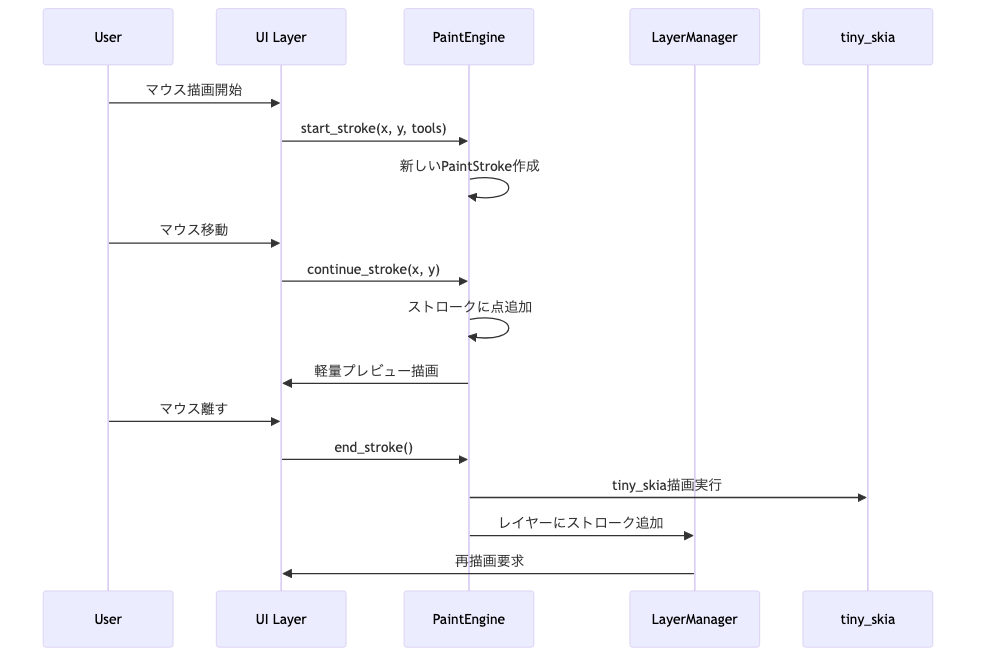 User
UI Layer
PaintEngine
LayerManager
tiny_skia
マウス描画開始
start_stroke(x, y, tools)
新しいPaintStroke作成
マウス移動
continue_stroke(x, y)
ストロークに点追加
軽量プレビュー描画
マウス離す
end_stroke()
tiny_skia描画実行
レイヤーにストローク追加
再描画要求
User
UI Layer
PaintEngine
LayerManager
tiny_skia